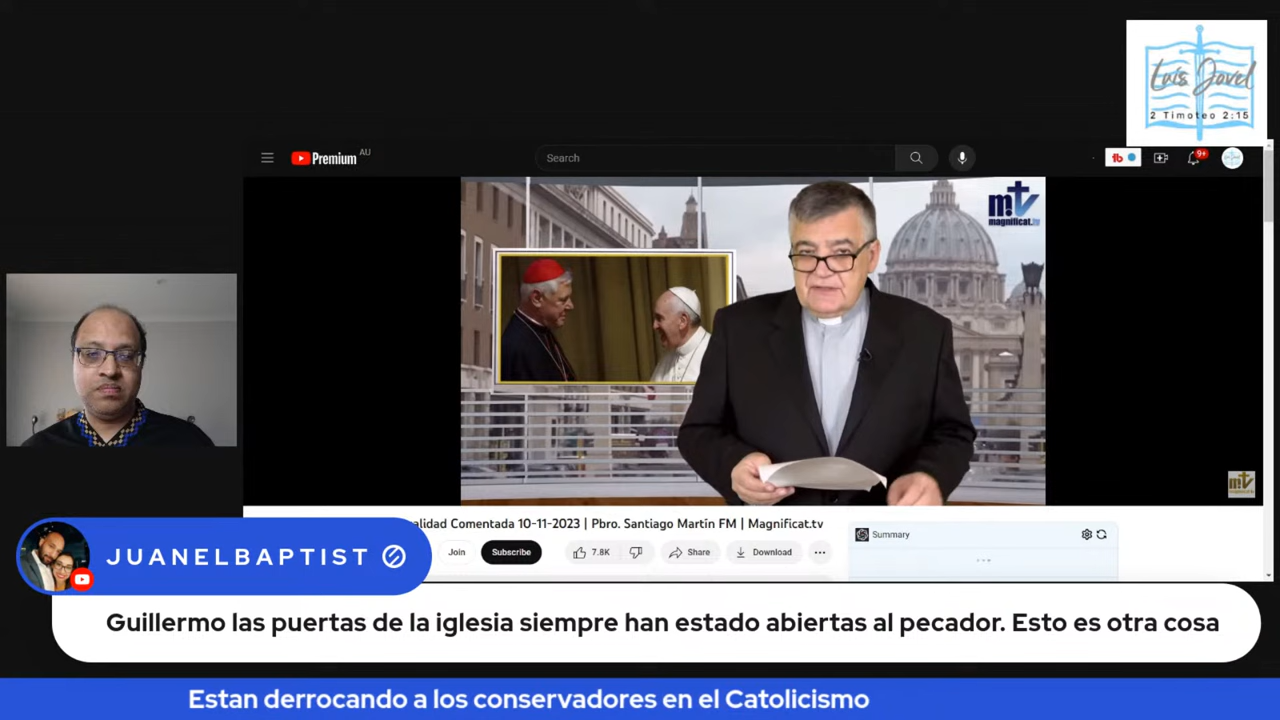 Luis Jovel
2 Timoteo 2:15
Premium AU
Search
9+
mtv
magnificat.tv
alidad Comentada 10-11-2023 | Pbro. Santiago Martín FM | Magnificat.tv
Join
Subscribe
7.8K
Share
Download
Summary
JUANELBAPTIST
Guillermo las puertas de la iglesia siempre han estado abiertas al pecador. Esto es otra cosa
Estan derrocando a los conservadores en el Catolicismo